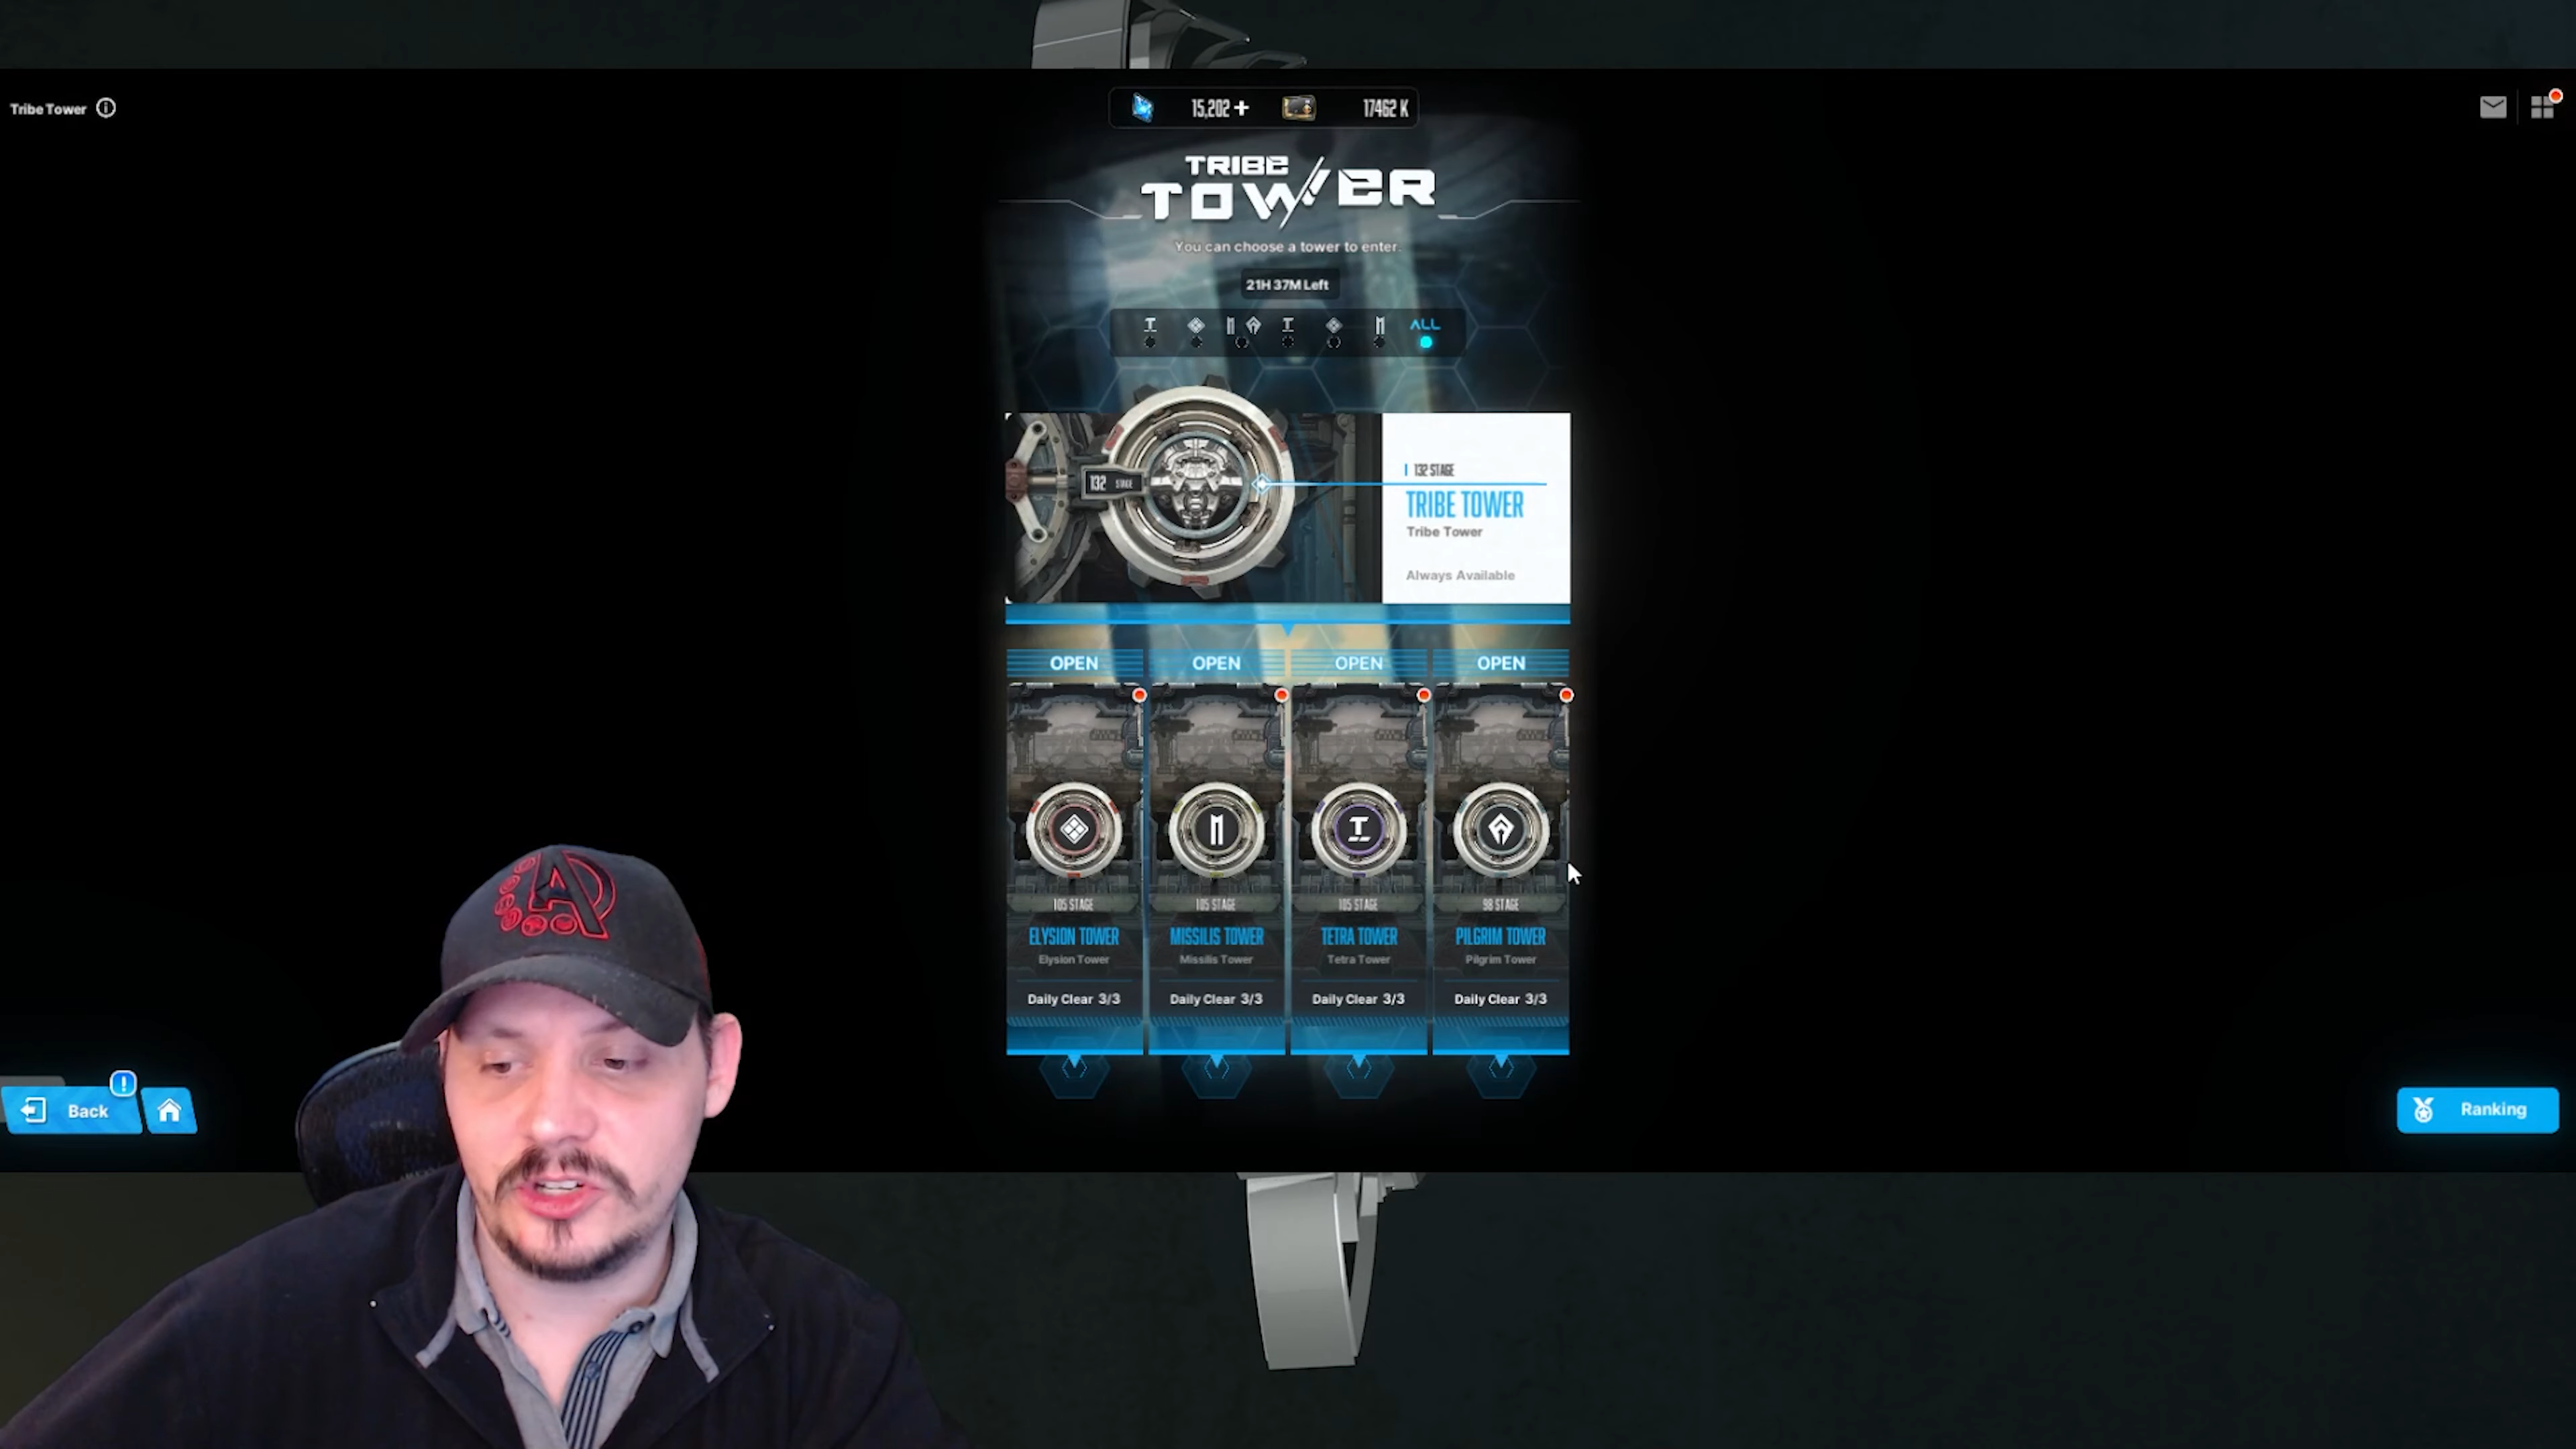 Tribe Tower
15,202 +
17462 K
TRIBE
TOWER
You can choose a tower to enter.
21H 37M Left
ALL
132 STAGE
132 STAGE
TRIBE TOWER
Tribe Tower
Always Available
OPEN OPEN OPEN OPEN
105 STAGE 105 STAGE 105 STAGE 98 STAGE
ELYSION TOWER MISSILIS TOWER TETRA TOWER PILGRIM TOWER
Elysion Tower Missilis Tower Tetra Tower Pilgrim Tower
Daily Clear 3/3 Daily Clear 3/3 Daily Clear 3/3 Daily Clear 3/3
Back
Ranking
A